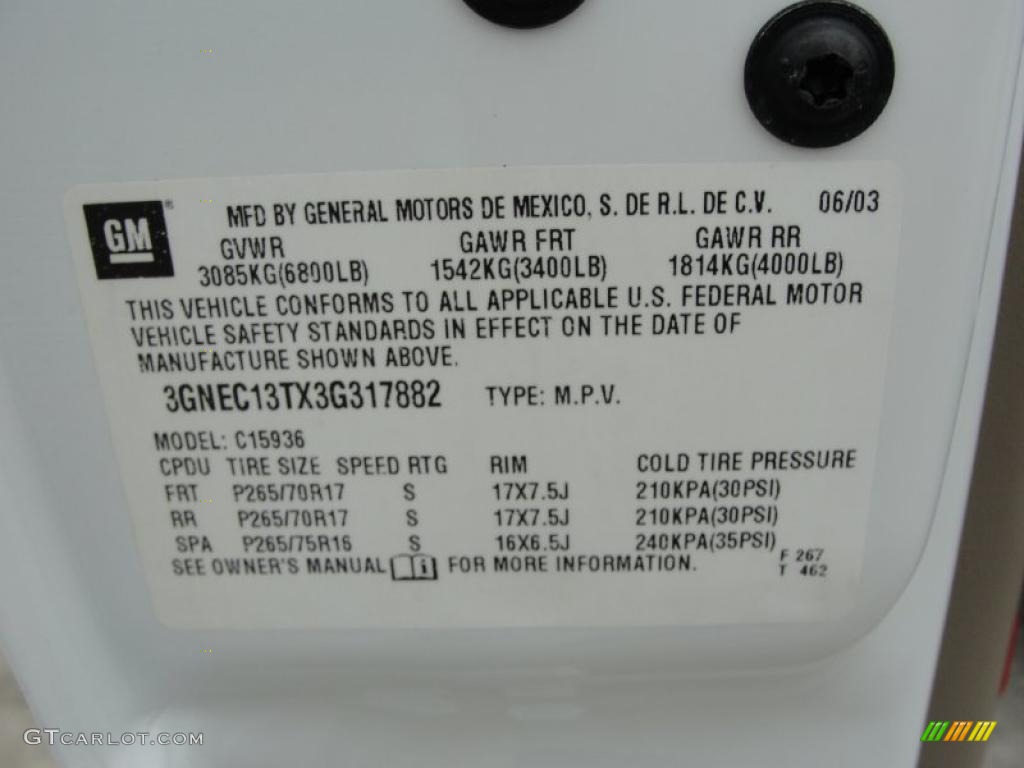 GM® MFD BY GENERAL MOTORS DE MEXICO, S. DE R.L. DE C.V. 06/03
GVWR GAWR FRT GAWR RR
3085KG(6800LB) 1542KG(3400LB) 1814KG(4000LB)
THIS VEHICLE CONFORMS TO ALL APPLICABLE U.S. FEDERAL MOTOR
VEHICLE SAFETY STANDARDS IN EFFECT ON THE DATE OF
MANUFACTURE SHOWN ABOVE.
3GNEC13TX3G317882 TYPE: M.P.V.
MODEL: C15936
CPDU TIRE SIZE SPEED RTG RIM COLD TIRE PRESSURE
FRT P265/70R17 S 17X7.5J 210KPA(30PSI)
RR P265/70R17 S 17X7.5J 210KPA(30PSI)
SPA P265/75R16 S 16X6.5J 240KPA(35PSI)
SEE OWNER'S MANUAL i FOR MORE INFORMATION.
F 267
T 462
GTCARLOT.COM